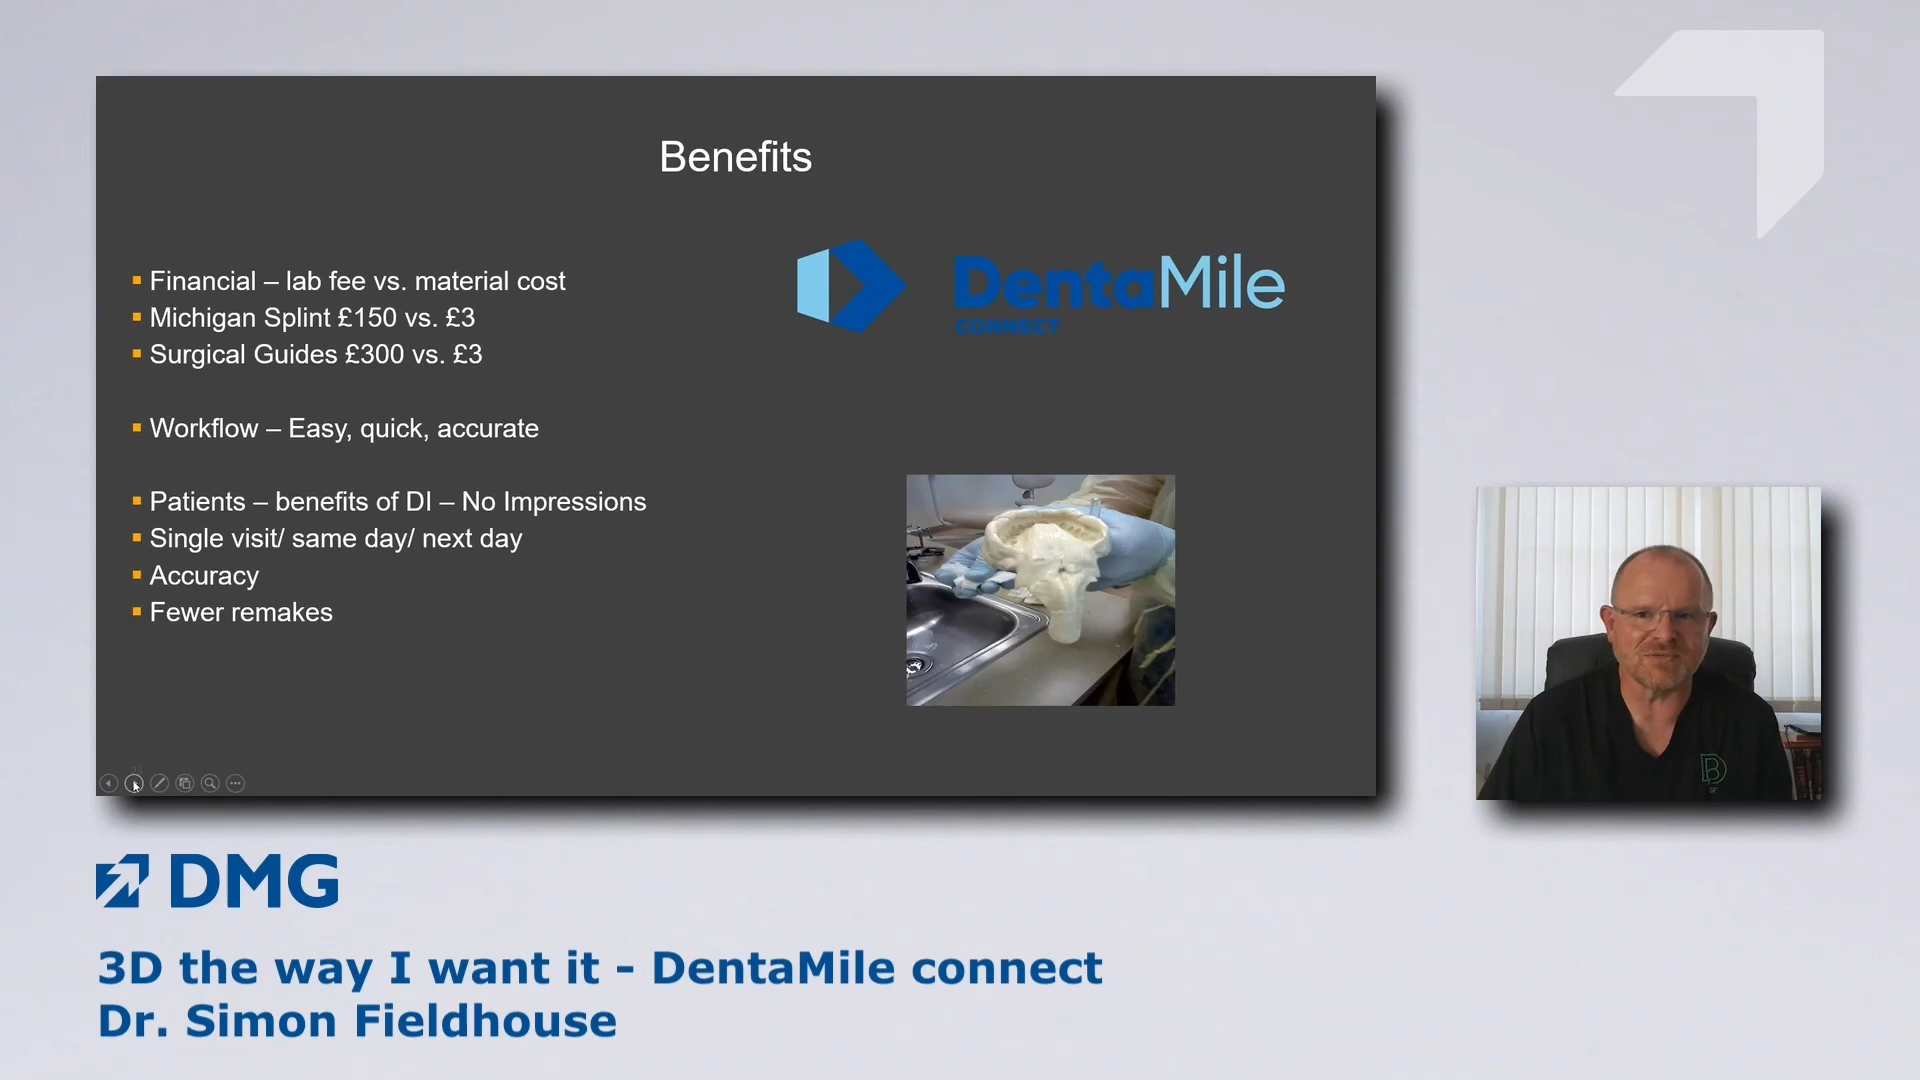 Benefits
Financial – lab fee vs. material cost
Michigan Splint £150 vs. £3
Surgical Guides £300 vs. £3
Workflow – Easy, quick, accurate
Patients – benefits of DI – No Impressions
Single visit/ same day/ next day
Accuracy
Fewer remakes
DentaMile
CONNECT
SF
DMG
3D the way I want it - DentaMile connect
Dr. Simon Fieldhouse